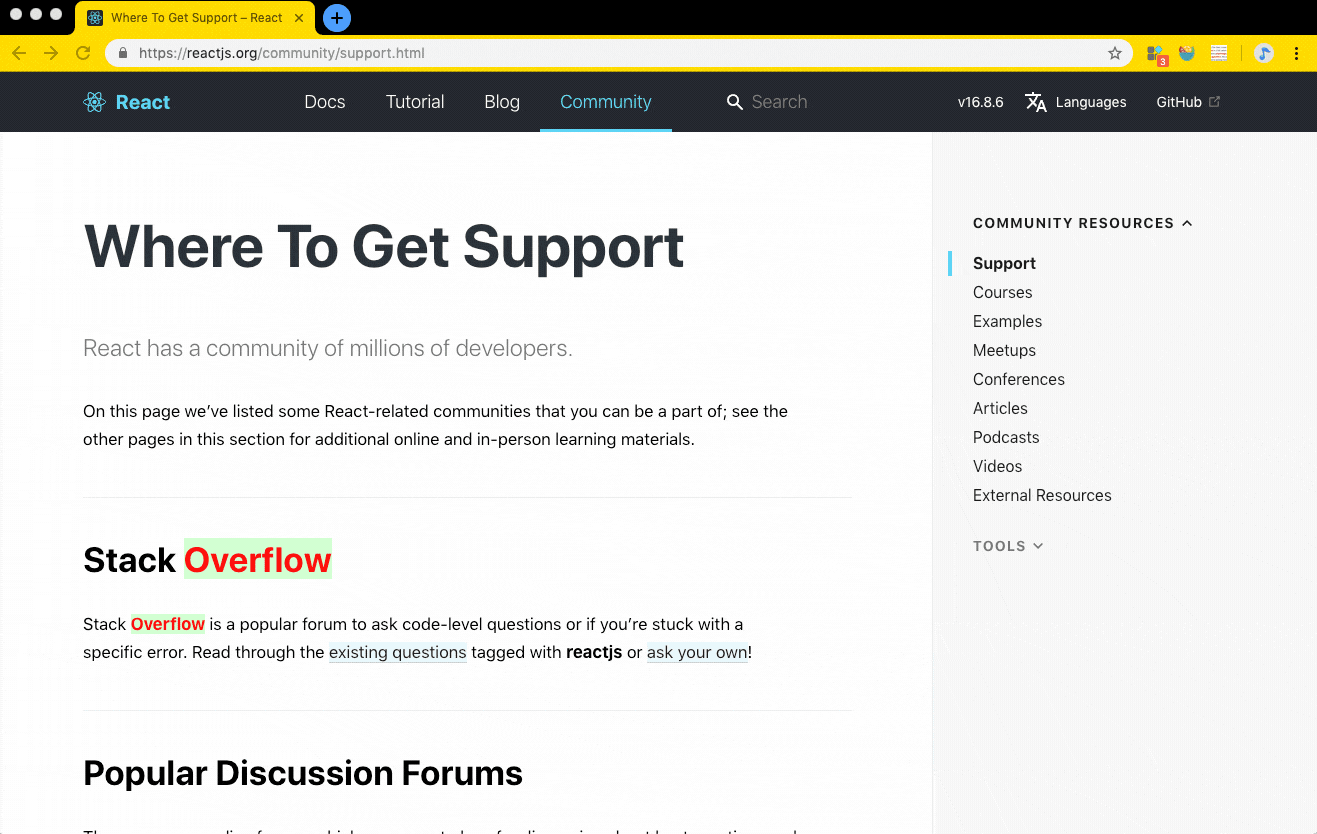 Where To Get Support – React
https://reactjs.org/community/support.html
3
React
Docs
Tutorial
Blog
Community
Search
v16.8.6
Languages
GitHub
Where To Get Support
React has a community of millions of developers.
On this page we’ve listed some React-related communities that you can be a part of; see the
other pages in this section for additional online and in-person learning materials.
Stack Overflow
Stack Overflow is a popular forum to ask code-level questions or if you’re stuck with a
specific error. Read through the existing questions tagged with reactjs or ask your own!
Popular Discussion Forums
COMMUNITY RESOURCES
Support
Courses
Examples
Meetups
Conferences
Articles
Podcasts
Videos
External Resources
TOOLS